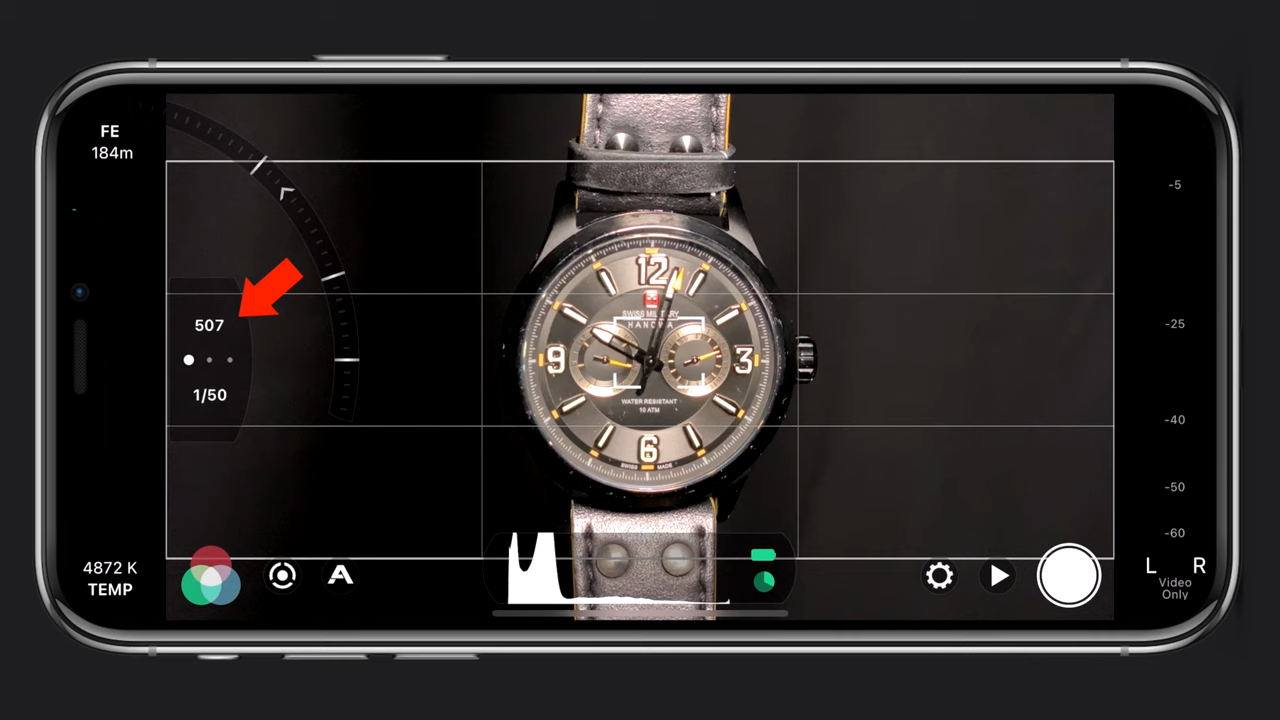 FE
184m
507
1/50
4872 K
TEMP
12
SWISS MILITARY
HANOWA
9
3
WATER RESISTANT
10 ATM
6
SWISS MADE
-5
-25
-40
-50
-60
L R
Video
Only